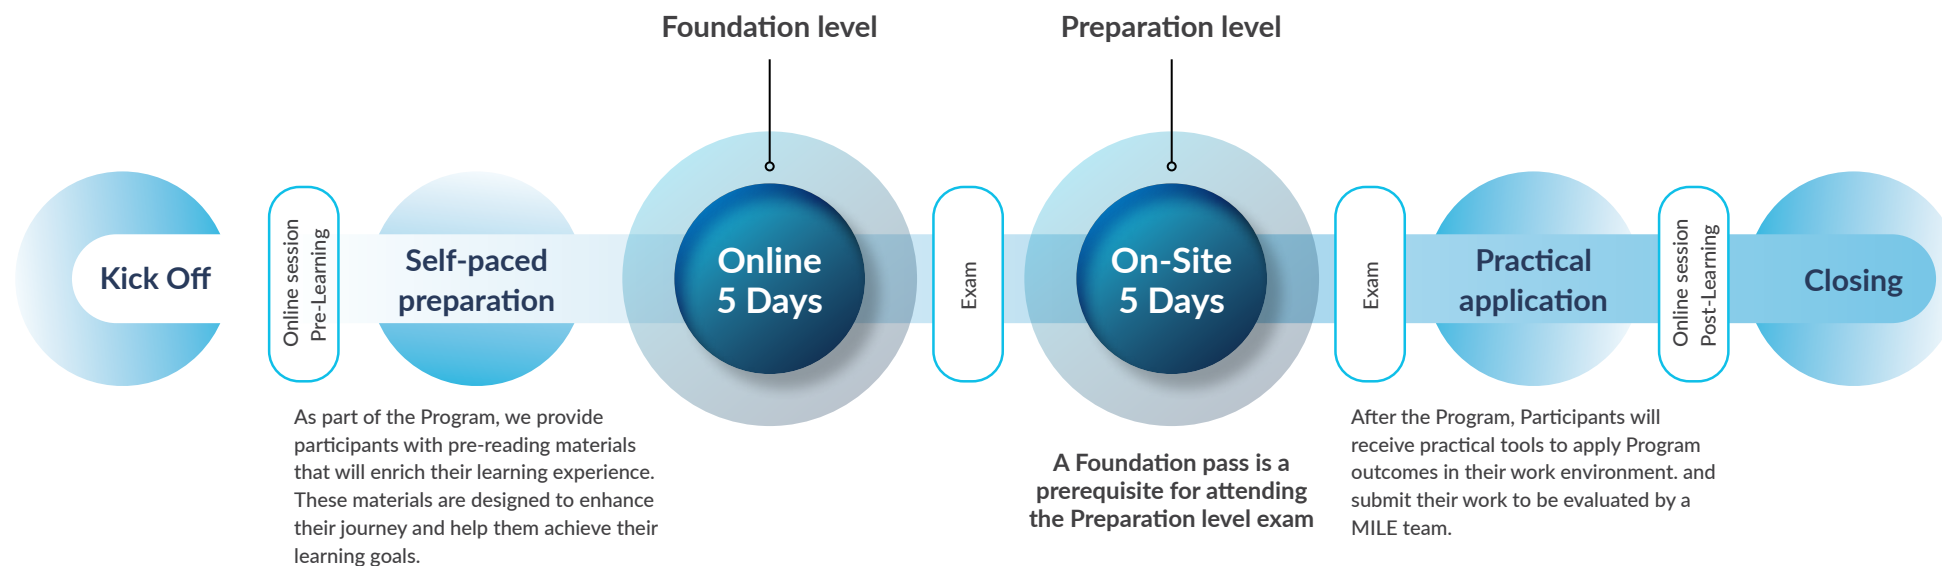 Foundation level
Preparation level
Kick Off
Online session
Pre-Learning
Self-paced
preparation
Online
5 Days
Exam
On-Site
5 Days
Exam
Practical
application
Online session
Post-Learning
Closing
As part of the Program, we provide
participants with pre-reading materials
that will enrich their learning experience.
These materials are designed to enhance
their journey and help them achieve their
learning goals.
A Foundation pass is a
prerequisite for attending
the Preparation level exam
After the Program, Participants will
receive practical tools to apply Program
outcomes in their work environment. and
submit their work to be evaluated by a
MILE team.